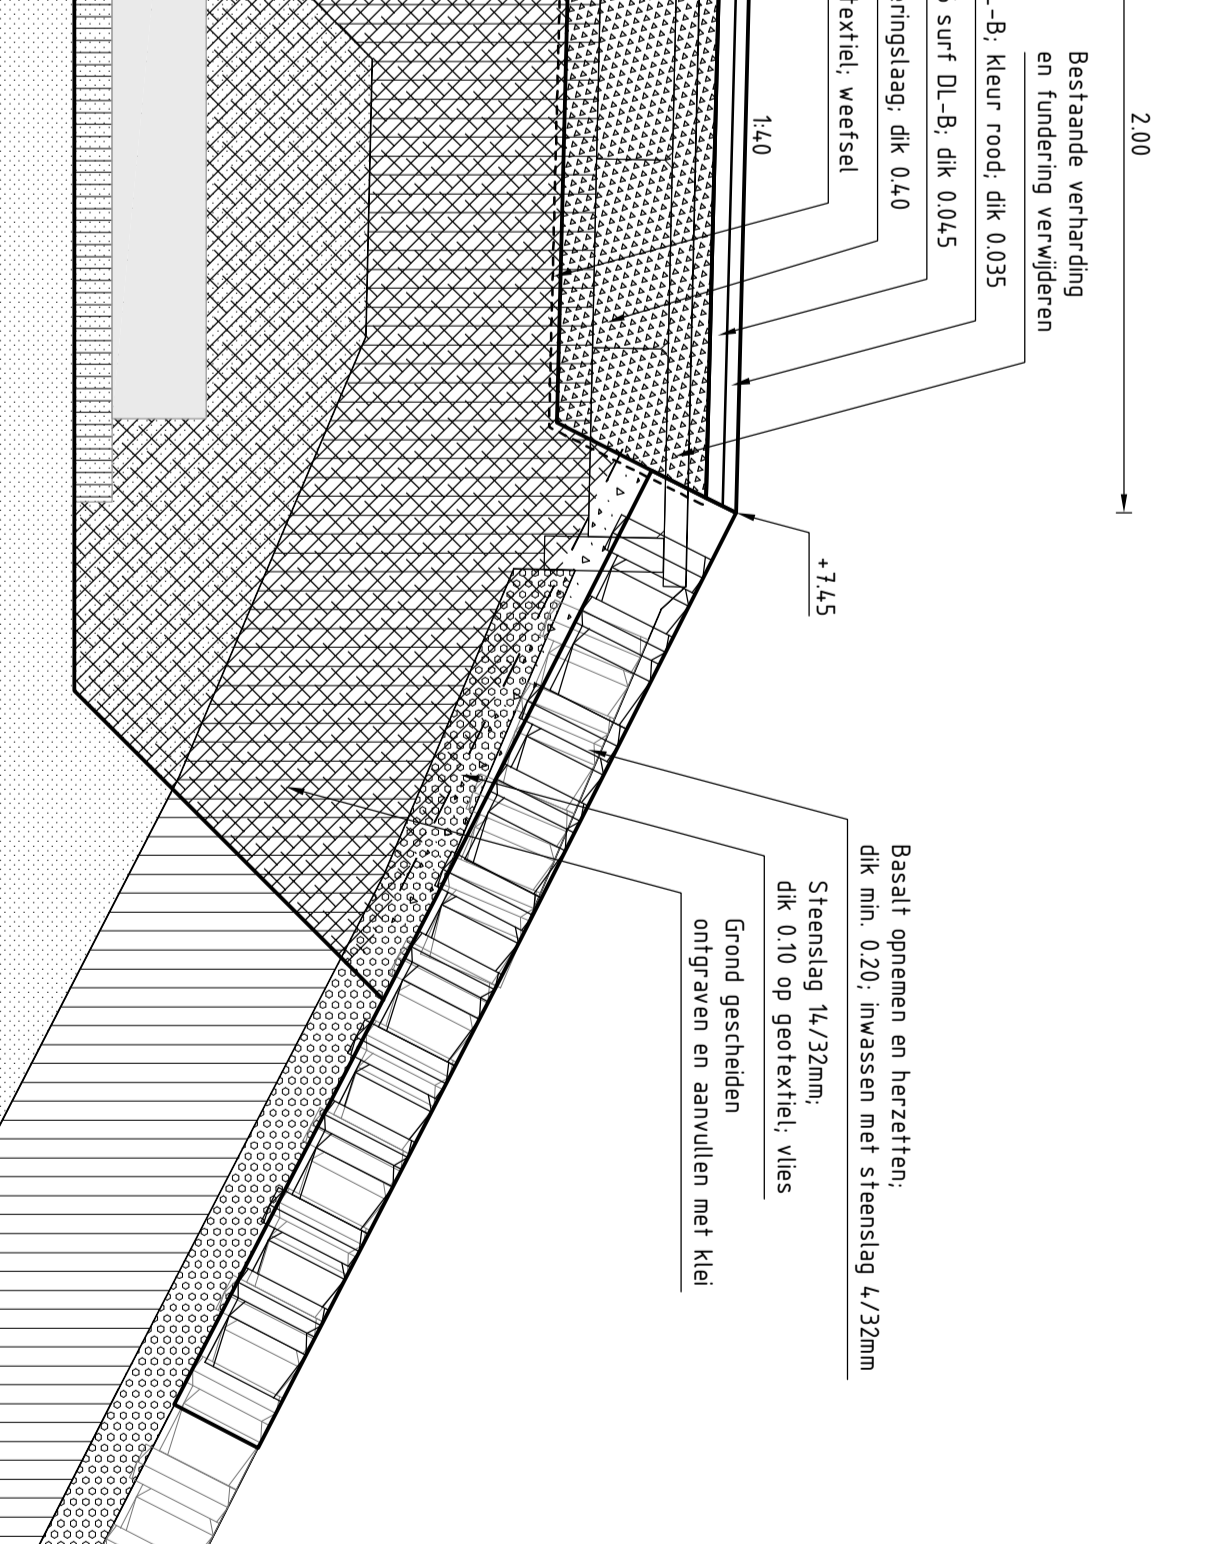 2.00
Bestaande verharding
en fundering verwijderen
-B; kleur rood; dik 0.035
surf DL-B; dik 0.045
eringslaag; dik 0.40
textiel; weefsel
1:40
+7.45
Basalt opnemen en herzetten;
dik min. 0.20; inwassen met steenslag 4/32mm
Steenslag 14/32mm;
dik 0.10 op geotextiel; vlies
Grond gescheiden
ontgraven en aanvullen met klei